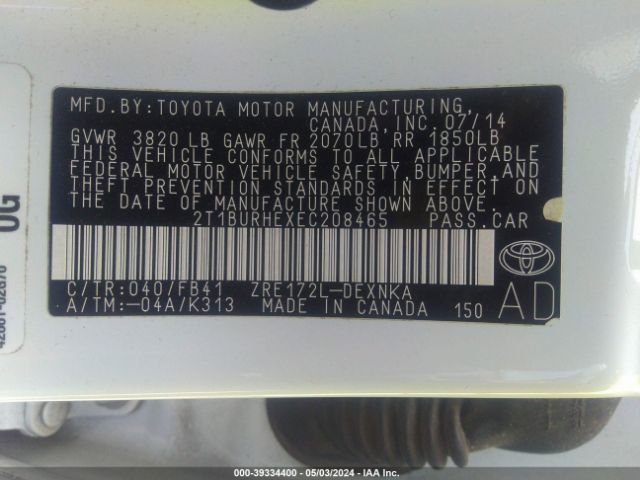 MFD. BY: TOYOTA MOTOR MANUFACTURING,
CANADA, INC. 07/14
GVWR 3820 LB GAWR FR 2070LB RR 1850LB
THIS VEHICLE CONFORMS TO ALL APPLICABLE
FEDERAL MOTOR VEHICLE SAFETY, BUMPER, AND
THEFT PREVENTION STANDARDS IN EFFECT ON
THE DATE OF MANUFACTURE SHOWN ABOVE.
2T1BURHEXEC208465 PASS. CAR
C/TR: 040/FB41 ZRE172L-DEXNKA
A/TM: -04A/K313 MADE IN CANADA 150
AD
0G
000-39334400 - 05/03/2024 - IAA Inc.